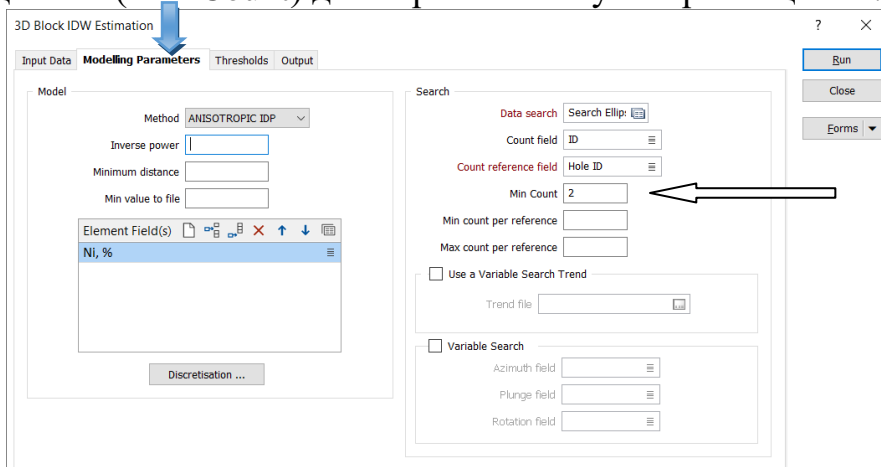 3D Block IDW Estimation
? ×
Input Data Modelling Parameters Thresholds Output
Run
Close
Forms
Model
Method ANISOTROPIC IDP
Inverse power
Minimum distance
Min value to file
Element Field(s)
Ni, %
Discretisation ...
Search
Data search Search Ellip:
Count field ID
Count reference field Hole ID
Min Count 2
Min count per reference
Max count per reference
Use a Variable Search Trend
Trend file
Variable Search
Azimuth field
Plunge field
Rotation field